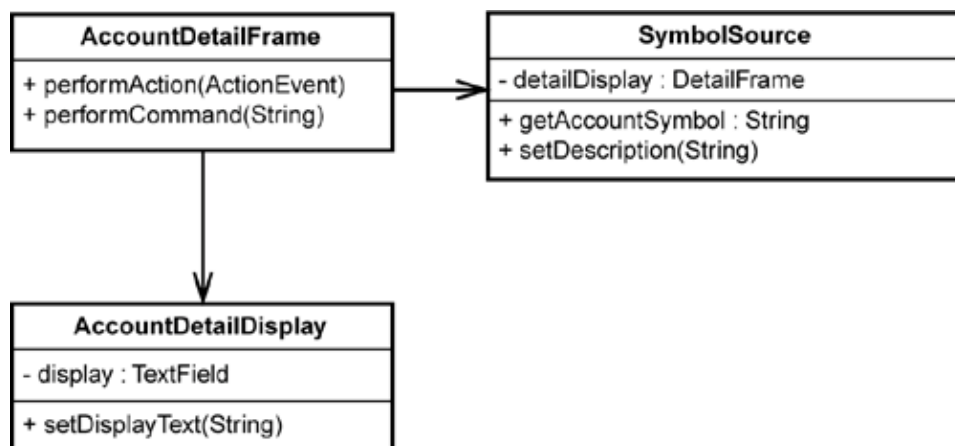 AccountDetailFrame
+ performAction(ActionEvent)
+ performCommand(String)
SymbolSource
- detailDisplay : DetailFrame
+ getAccountSymbol : String
+ setDescription(String)
AccountDetailDisplay
- display : TextField
+ setDisplayText(String)